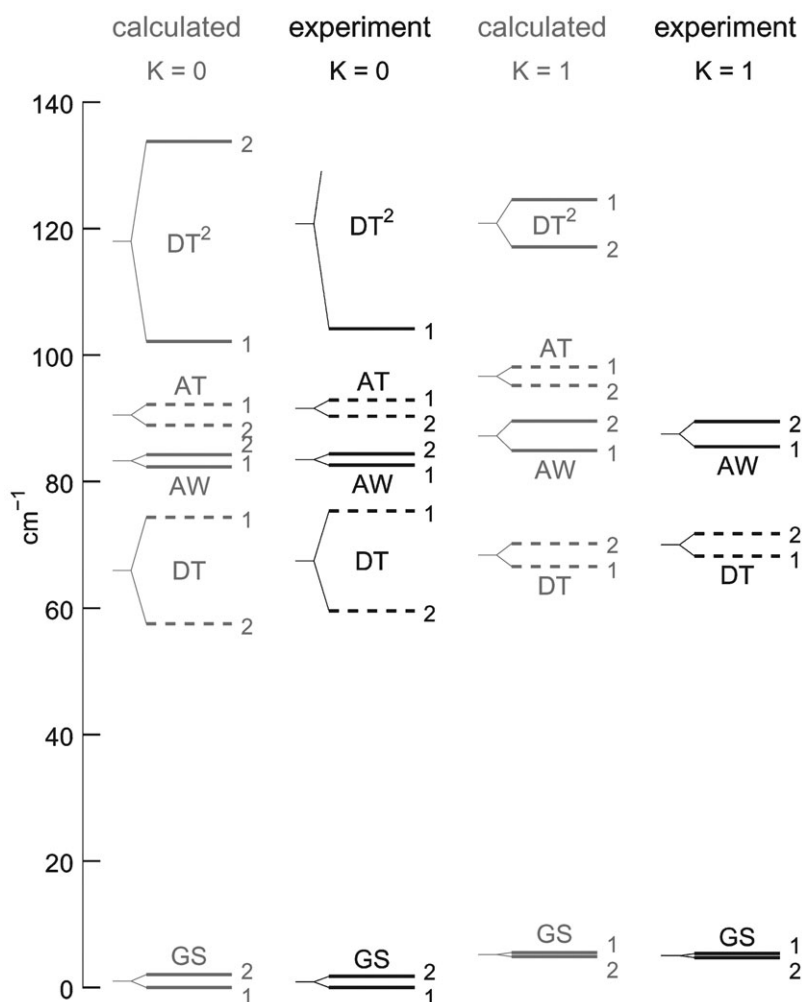 calculated experiment calculated experiment
K = 0 K = 0 K = 1 K = 1
140
2
1
DT² DT² DT²
120
2
1 1
100
AT AT AT
1 1 1
2 2 2
2 2 2 2
1 1 1 1
80
AW AW AW AW
1 1
2 2
DT DT
1 1
DT DT
60
2 2
cm⁻¹
40
20
GS GS GS GS
2 2 1 1
1 1 2 2
0